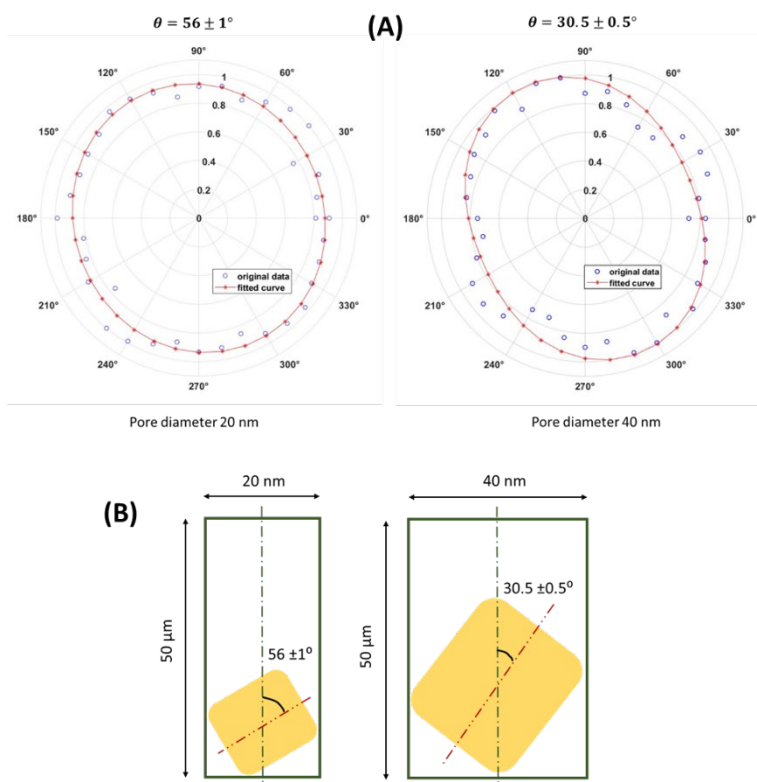 θ = 56 ± 1°
(A)
θ = 30.5 ± 0.5°
90°
120°
60°
1
0.8
150°
30°
0.6
0.4
0.2
180°
0
0°
original data
fitted curve
210°
330°
240°
300°
270°
Pore diameter 20 nm
90°
120°
60°
1
0.8
150°
30°
0.6
0.4
0.2
180°
0
0°
original data
fitted curve
210°
330°
240°
300°
270°
Pore diameter 40 nm
(B)
20 nm
40 nm
50 μm
56 ±1⁰
50 μm
30.5 ±0.5⁰